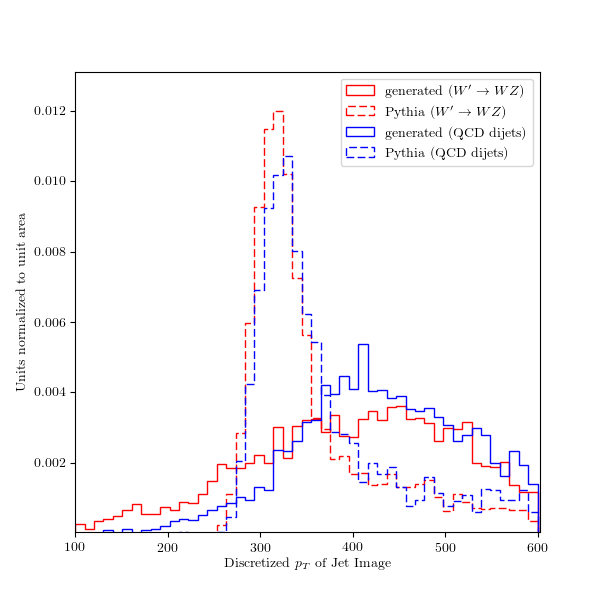 generated (W′ → WZ)
Pythia (W′ → WZ)
generated (QCD dijets)
Pythia (QCD dijets)
0.012
0.010
0.008
0.006
0.004
0.002
Units normalized to unit area
100 200 300 400 500 600
Discretized p_T of Jet Image